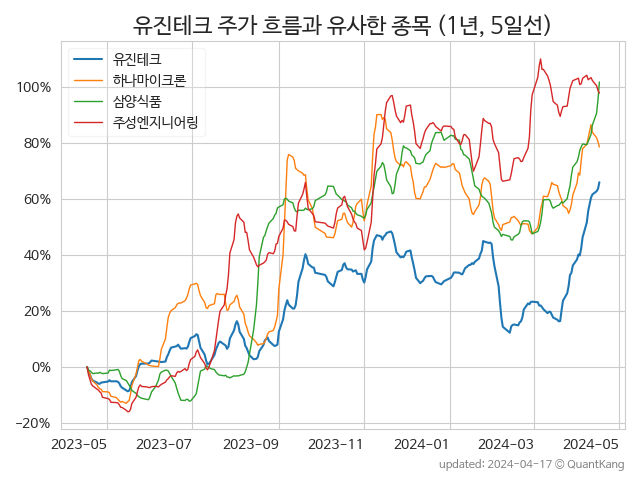 유진테크 주가 흐름과 유사한 종목 (1년, 5일선)
유진테크
하나마이크론
삼양식품
주성엔지니어링
100%
80%
60%
40%
20%
0%
−20%
2023-05 2023-07 2023-09 2023-11 2024-01 2024-03 2024-05
updated: 2024-04-17 © QuantKang